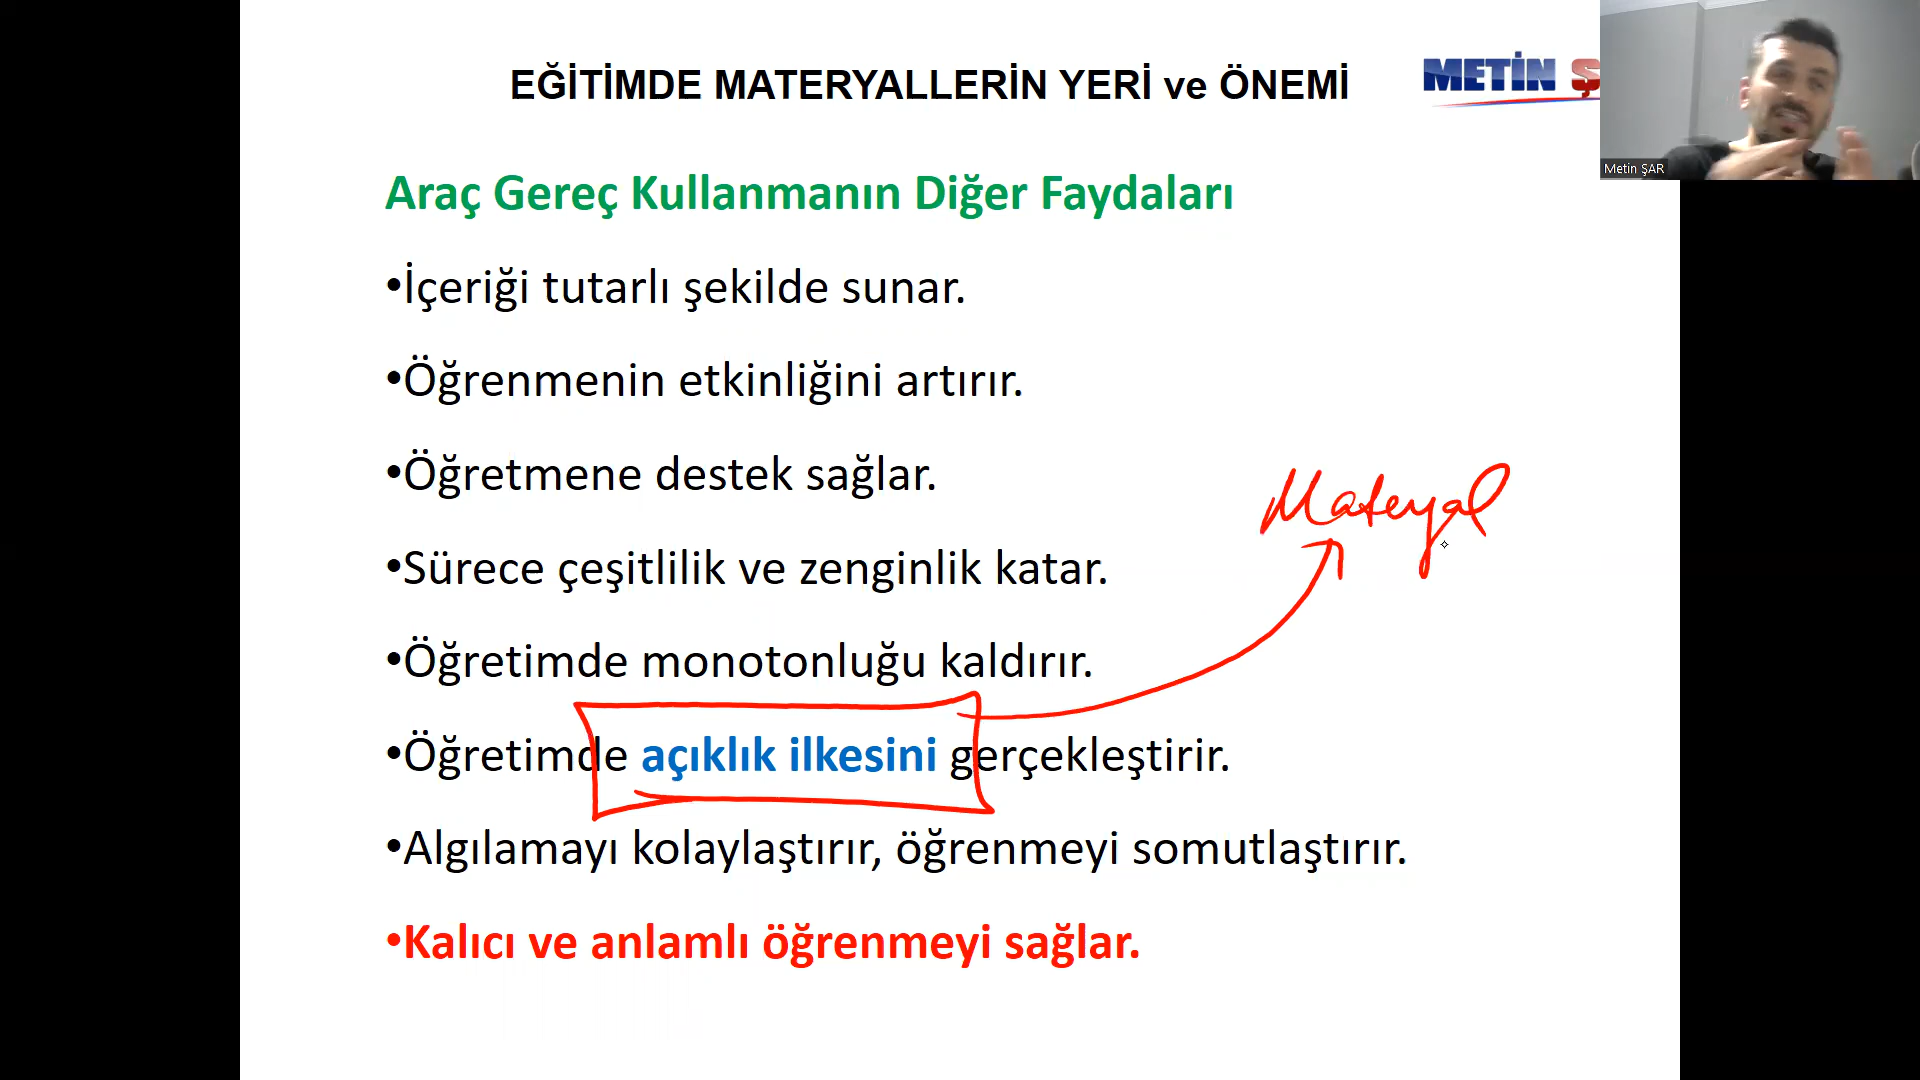 EĞİTİMDE MATERYALLERİN YERİ ve ÖNEMİ
METİN Ş
Metin ŞAR
Araç Gereç Kullanmanın Diğer Faydaları
•İçeriği tutarlı şekilde sunar.
•Öğrenmenin etkinliğini artırır.
•Öğretmene destek sağlar.
Materyal
•Sürece çeşitlilik ve zenginlik katar.
•Öğretimde monotonluğu kaldırır.
•Öğretimde açıklık ilkesini gerçekleştirir.
•Algılamayı kolaylaştırır, öğrenmeyi somutlaştırır.
•Kalıcı ve anlamlı öğrenmeyi sağlar.